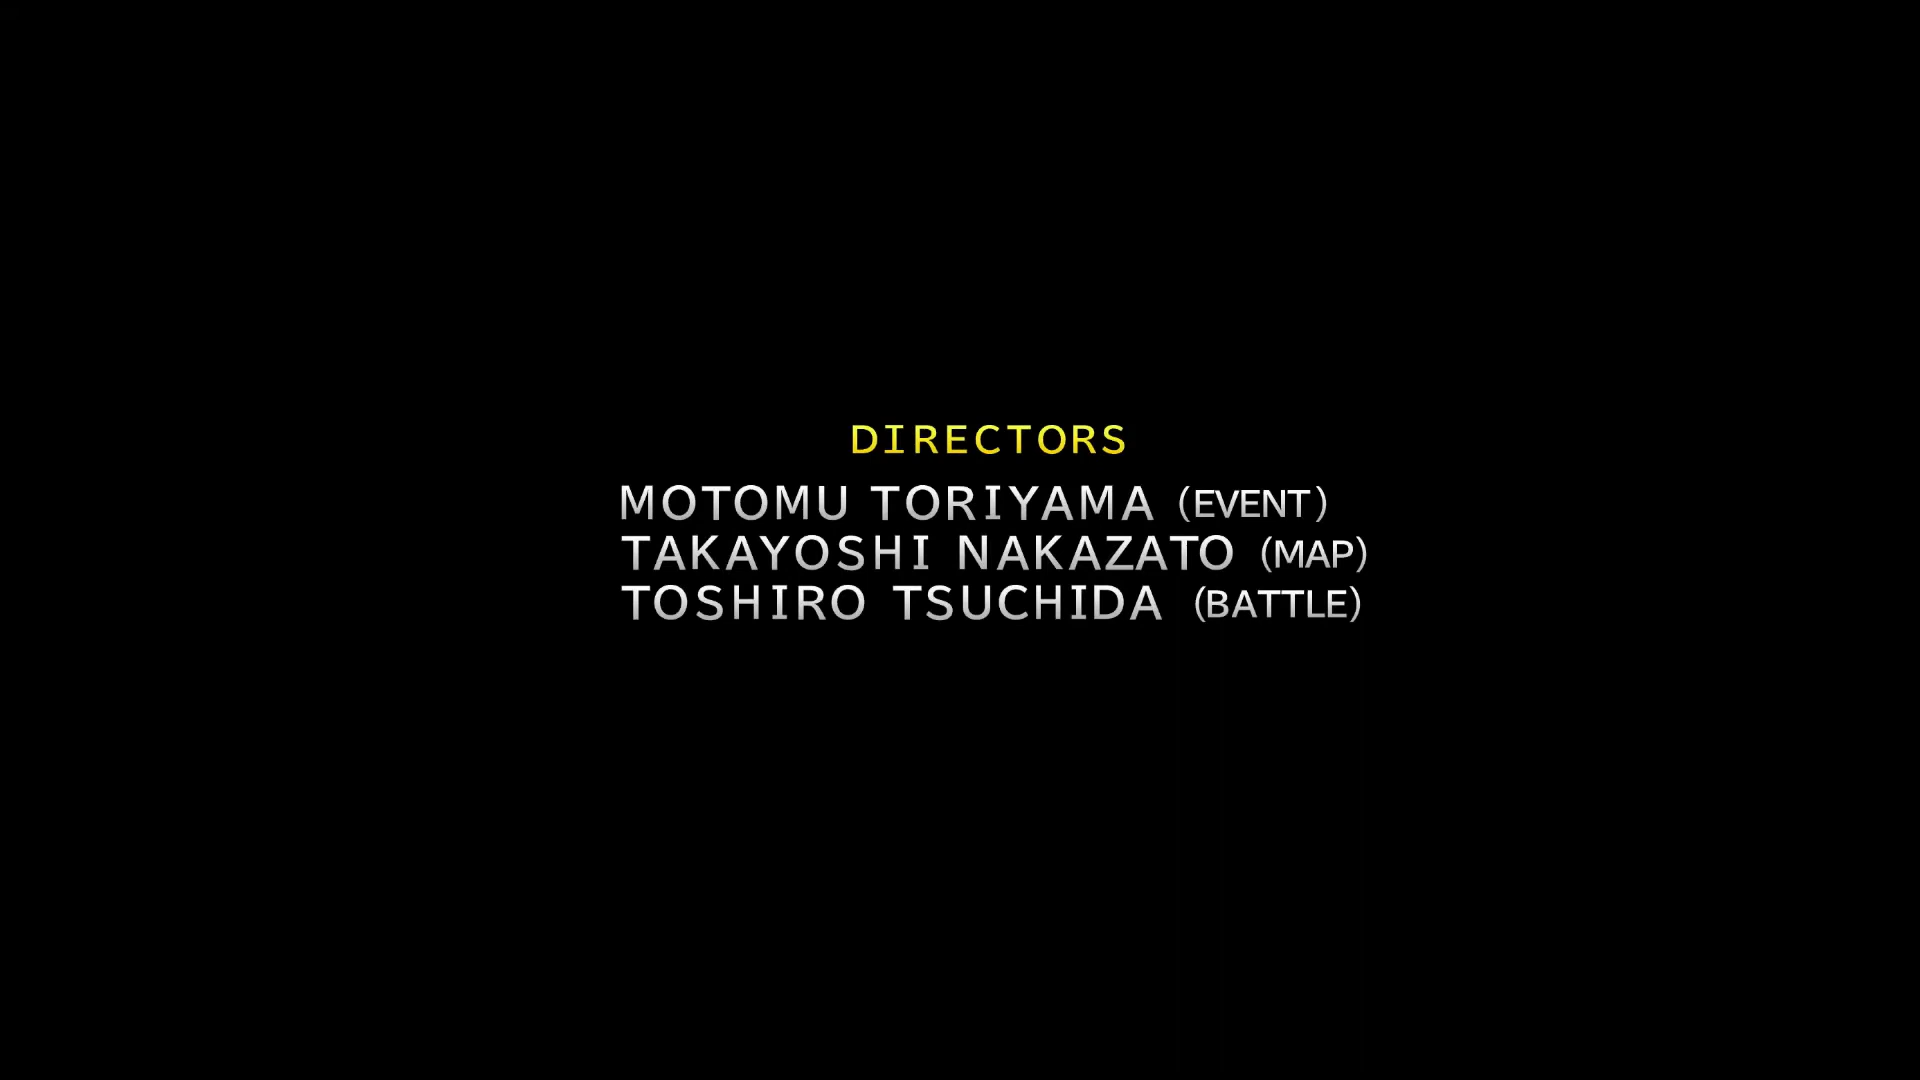 DIRECTORS
MOTOMU TORIYAMA (EVENT)
TAKAYOSHI NAKAZATO (MAP)
TOSHIRO TSUCHIDA (BATTLE)